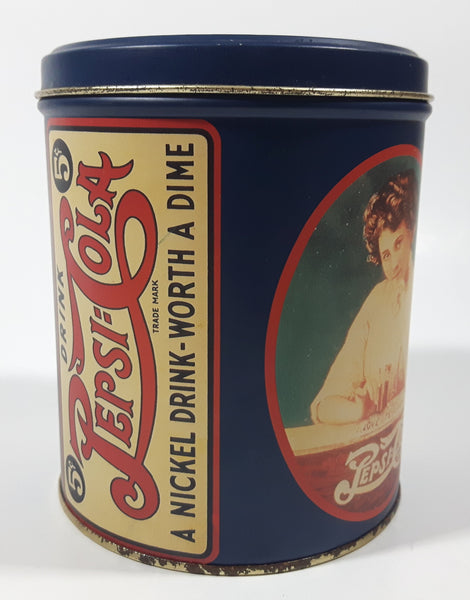 5¢ DRINK 5¢
PEPSI:COLA
TRADE MARK
A NICKEL DRINK-WORTH A DIME
PEPSI: